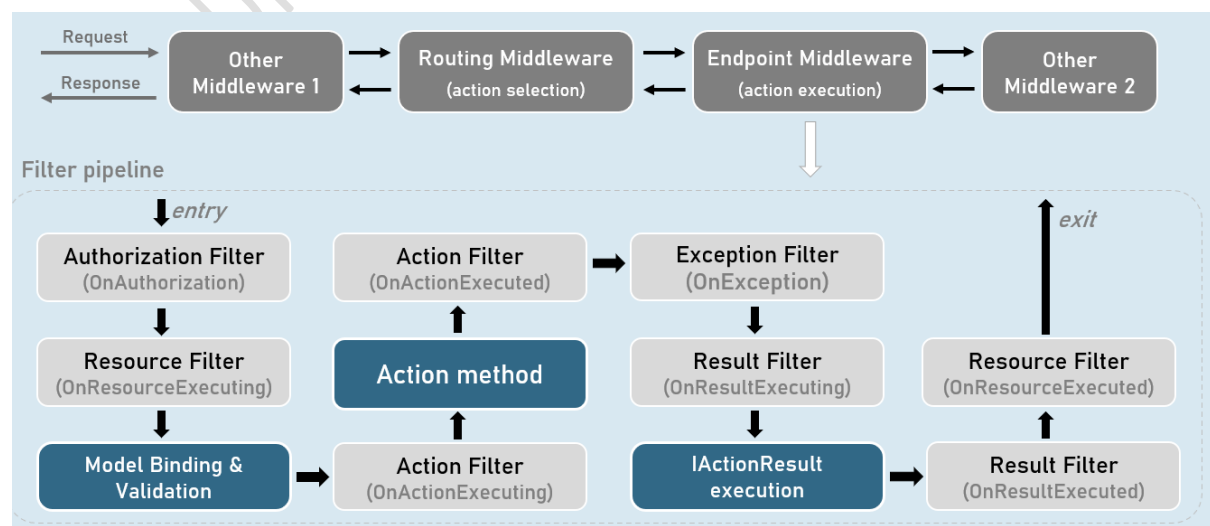 Request
Response
Other
Middleware 1
Routing Middleware
(action selection)
Endpoint Middleware
(action execution)
Other
Middleware 2
Filter pipeline
entry
exit
Authorization Filter
(OnAuthorization)
Action Filter
(OnActionExecuted)
Exception Filter
(OnException)
Resource Filter
(OnResourceExecuting)
Action method
Result Filter
(OnResultExecuting)
Resource Filter
(OnResourceExecuted)
Model Binding &
Validation
Action Filter
(OnActionExecuting)
IActionResult
execution
Result Filter
(OnResultExecuted)